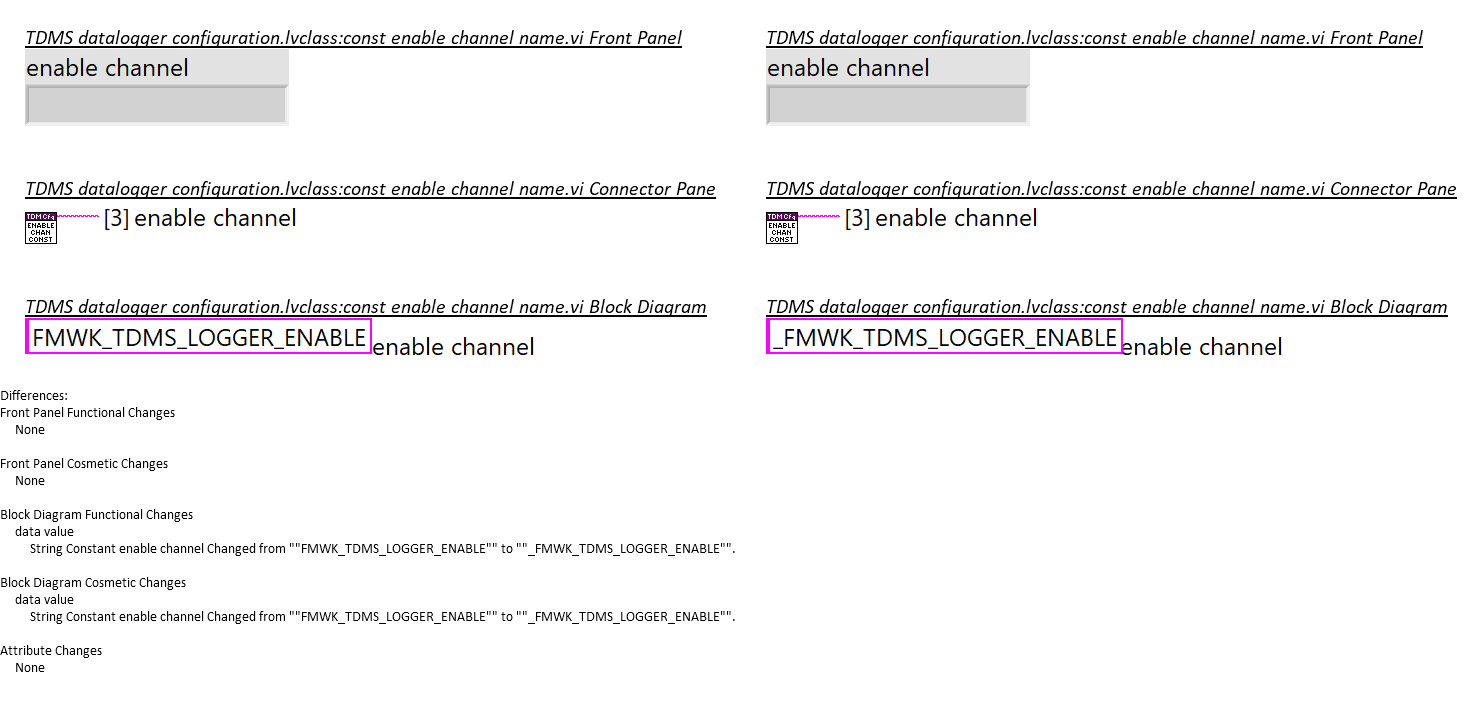 TDMS datalogger configuration.lvclass:const enable channel name.vi Front Panel
enable channel
TDMS datalogger configuration.lvclass:const enable channel name.vi Connector Pane
TDM Cfg
ENABLE
CHAN
CONST
[3] enable channel
TDMS datalogger configuration.lvclass:const enable channel name.vi Block Diagram
FMWK_TDMS_LOGGER_ENABLE
enable channel
TDMS datalogger configuration.lvclass:const enable channel name.vi Front Panel
enable channel
TDMS datalogger configuration.lvclass:const enable channel name.vi Connector Pane
TDM Cfg
ENABLE
CHAN
CONST
[3] enable channel
TDMS datalogger configuration.lvclass:const enable channel name.vi Block Diagram
_FMWK_TDMS_LOGGER_ENABLE
enable channel
Differences:
Front Panel Functional Changes
None
Front Panel Cosmetic Changes
None
Block Diagram Functional Changes
data value
String Constant enable channel Changed from ""FMWK_TDMS_LOGGER_ENABLE"" to ""_FMWK_TDMS_LOGGER_ENABLE"".
Block Diagram Cosmetic Changes
data value
String Constant enable channel Changed from ""FMWK_TDMS_LOGGER_ENABLE"" to ""_FMWK_TDMS_LOGGER_ENABLE"".
Attribute Changes
None